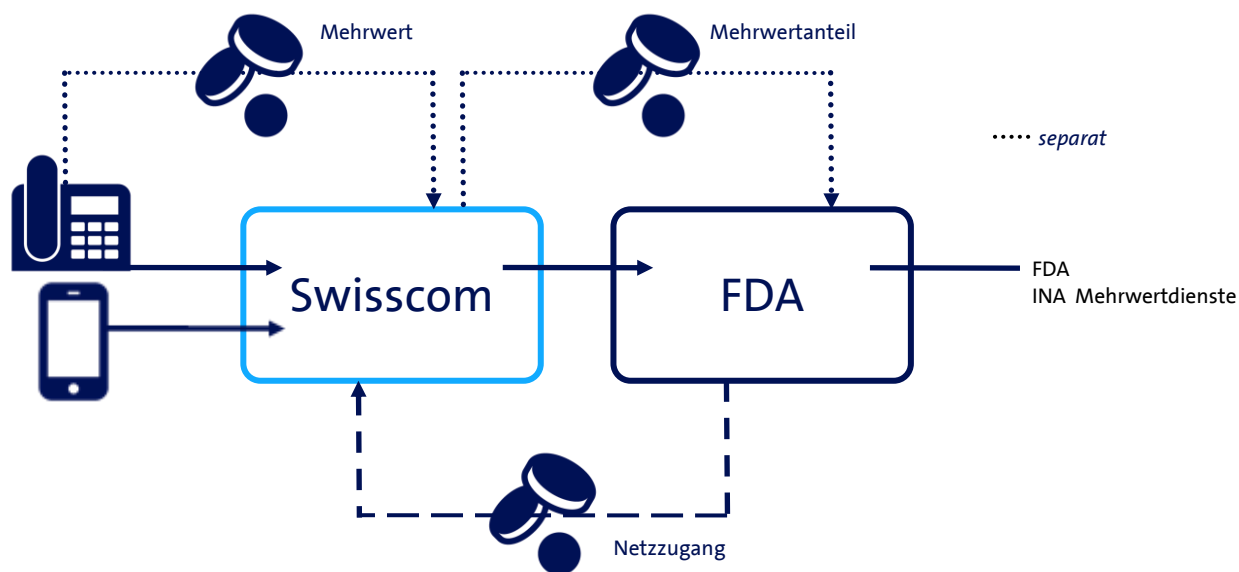 Mehrwert
Mehrwertanteil
separat
Swisscom
FDA
FDA
INA Mehrwertdienste
Netzzugang